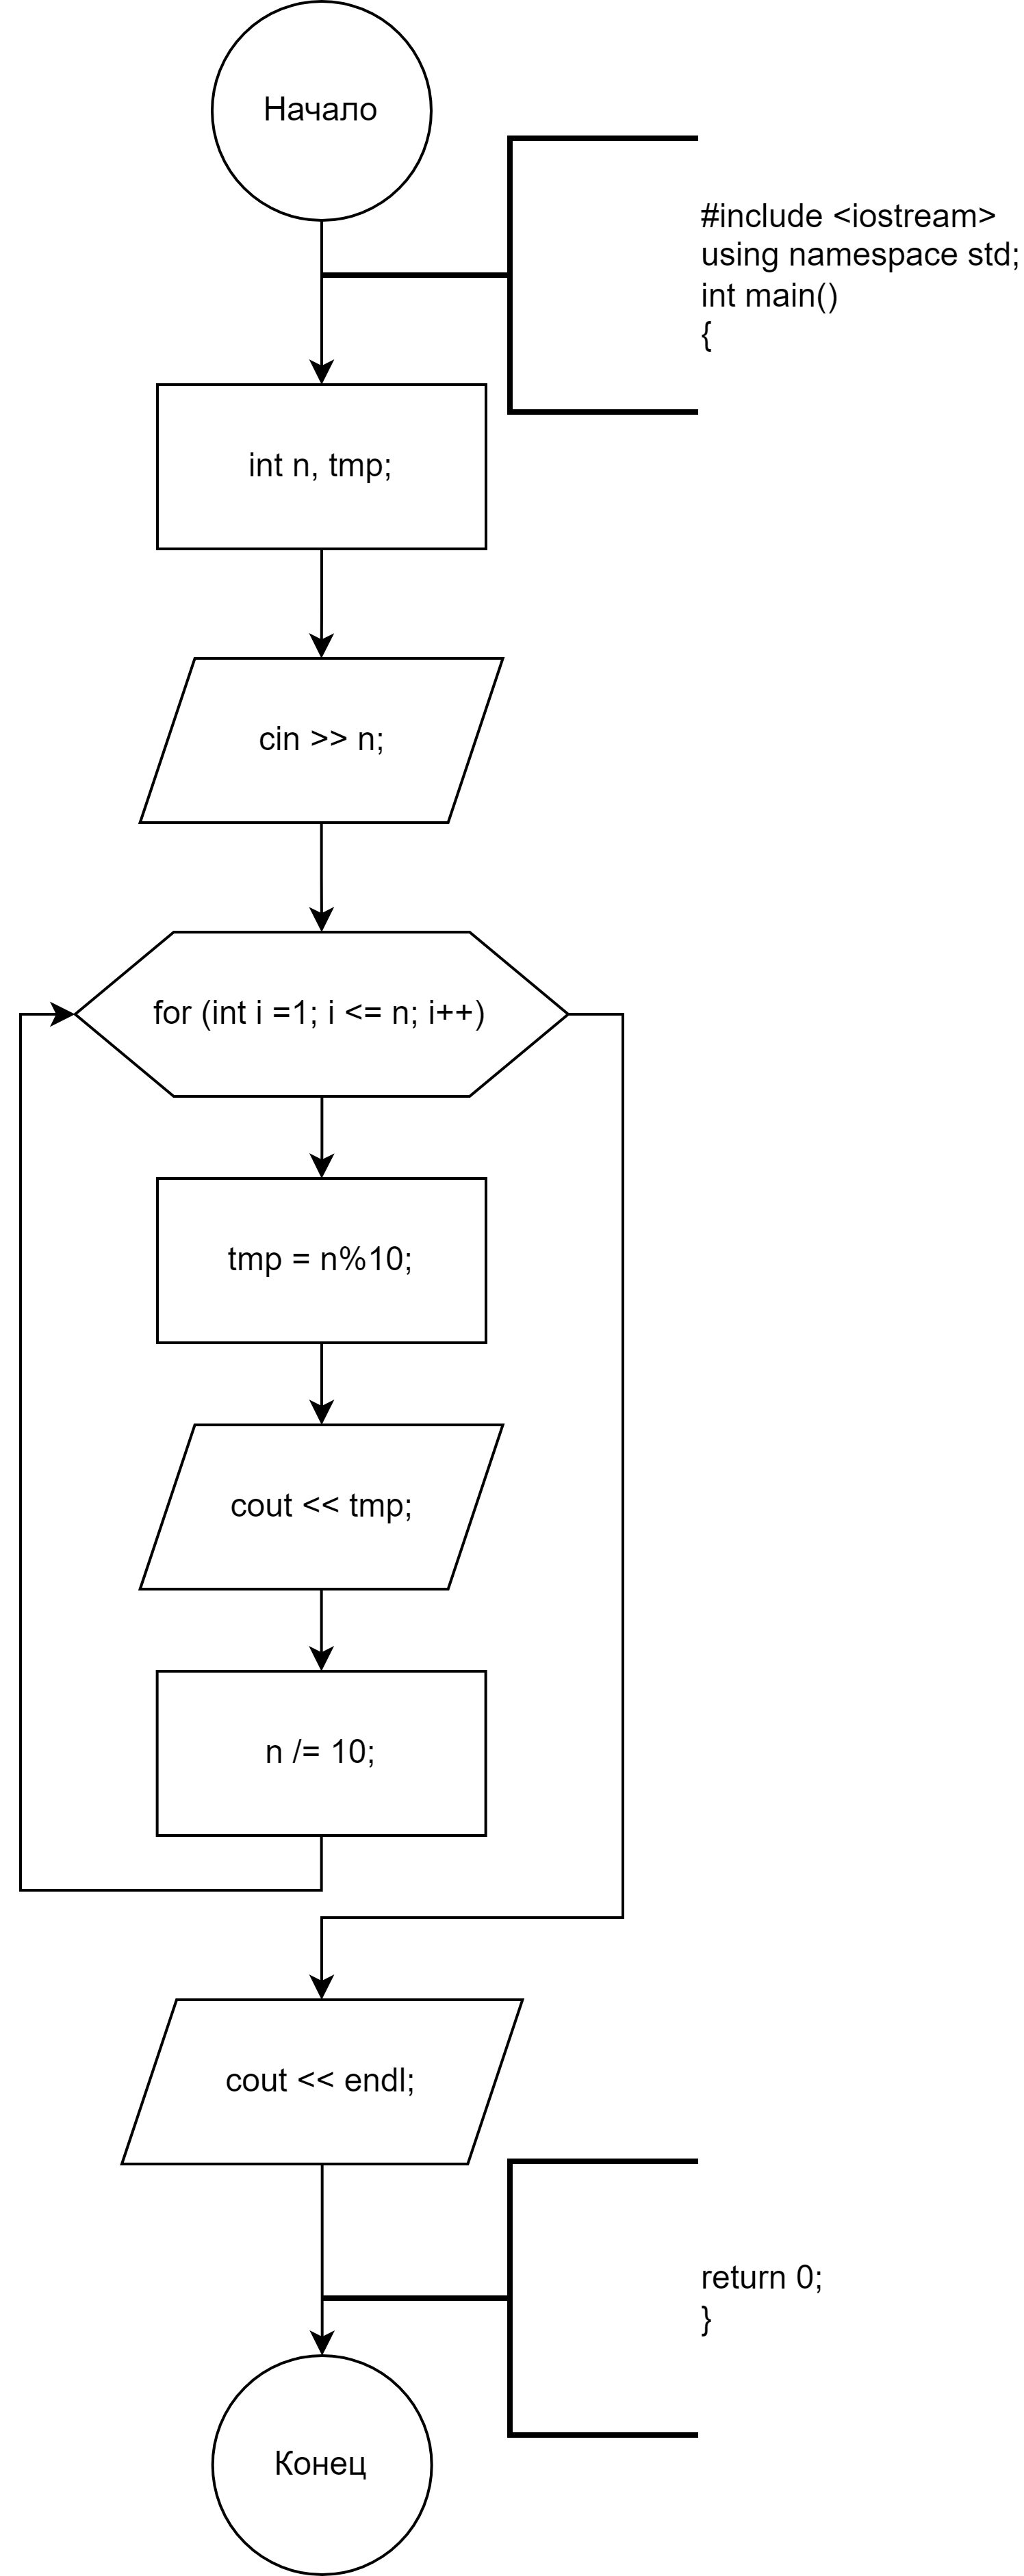 Начало
#include <iostream>
using namespace std;
int main()
{
int n, tmp;
cin >> n;
for (int i =1; i <= n; i++)
tmp = n%10;
cout << tmp;
n /= 10;
cout << endl;
return 0;
}
Конец